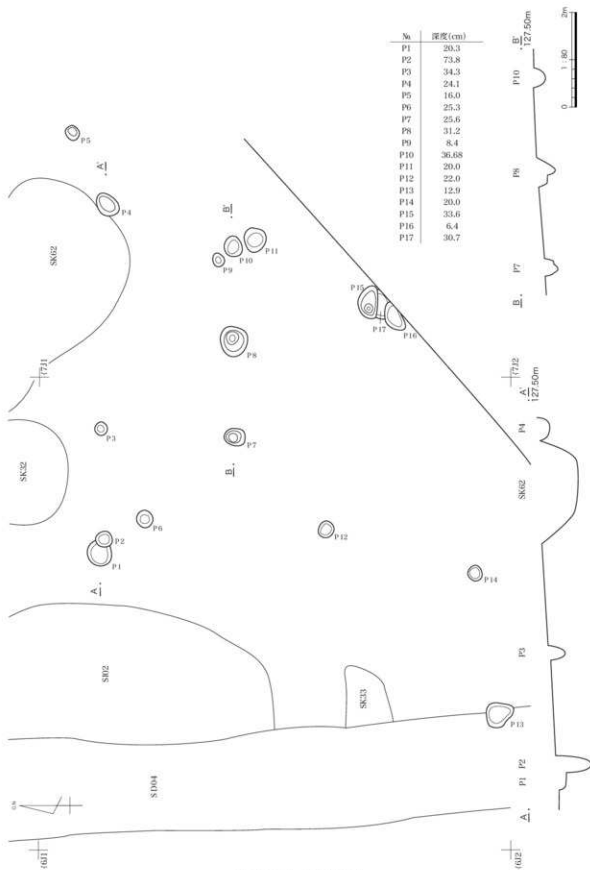 № 深度(cm)
P1 20.3
P2 73.8
P3 34.3
P4 24.1
P5 16.0
P6 25.3
P7 25.6
P8 31.2
P9 8.4
P10 36.68
P11 20.0
P12 22.0
P13 12.9
P14 20.0
P15 33.6
P16 6.4
P17 30.7
P5
A'
P4
SK62
B'
P9
P10
P11
P8
P15
P17
P16
(7J1
(7J2
SK32
P3
P7
B
P6
P2
P1
A
P12
P14
SI02
SK33
P13
SD04
(6J1
(6J2
A
P1
P2
P3
SK62
P4
A'
127.50m
B
P7
P8
P10
B'
127.50m
0
1:80
2m